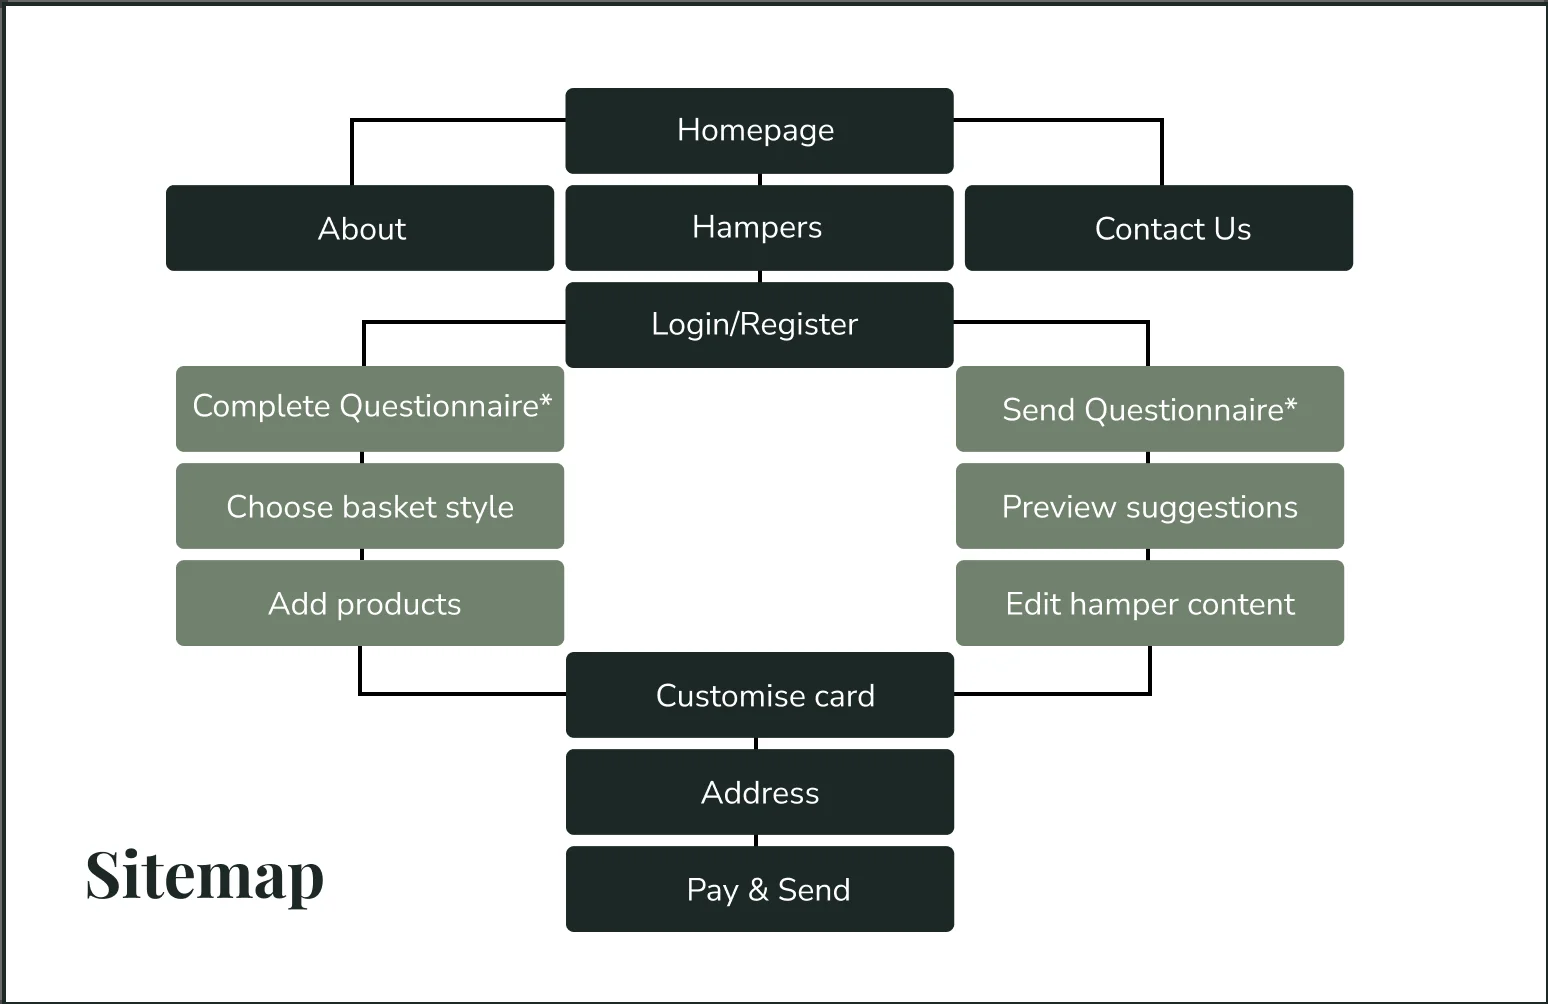 Homepage
About
Hampers
Contact Us
Login/Register
Complete Questionnaire*
Send Questionnaire*
Choose basket style
Preview suggestions
Add products
Edit hamper content
Customise card
Address
Pay & Send
Sitemap